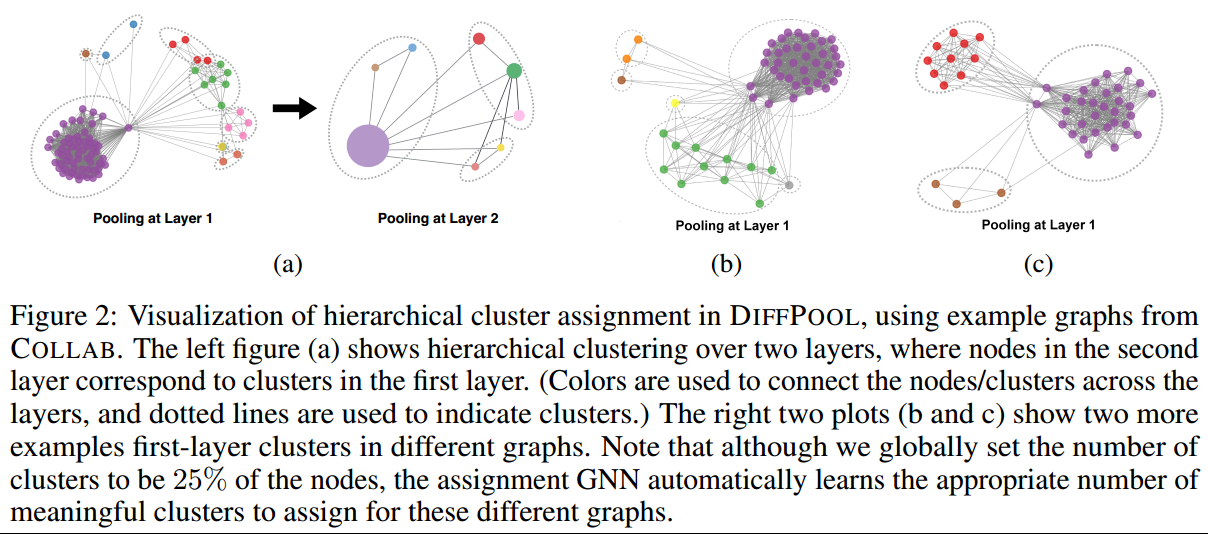 Pooling at Layer 1
Pooling at Layer 2
Pooling at Layer 1
Pooling at Layer 1
(a)
(b)
(c)
Figure 2: Visualization of hierarchical cluster assignment in DIFFPOOL, using example graphs from
COLLAB. The left figure (a) shows hierarchical clustering over two layers, where nodes in the second
layer correspond to clusters in the first layer. (Colors are used to connect the nodes/clusters across the
layers, and dotted lines are used to indicate clusters.) The right two plots (b and c) show two more
examples first-layer clusters in different graphs. Note that although we globally set the number of
clusters to be 25% of the nodes, the assignment GNN automatically learns the appropriate number of
meaningful clusters to assign for these different graphs.